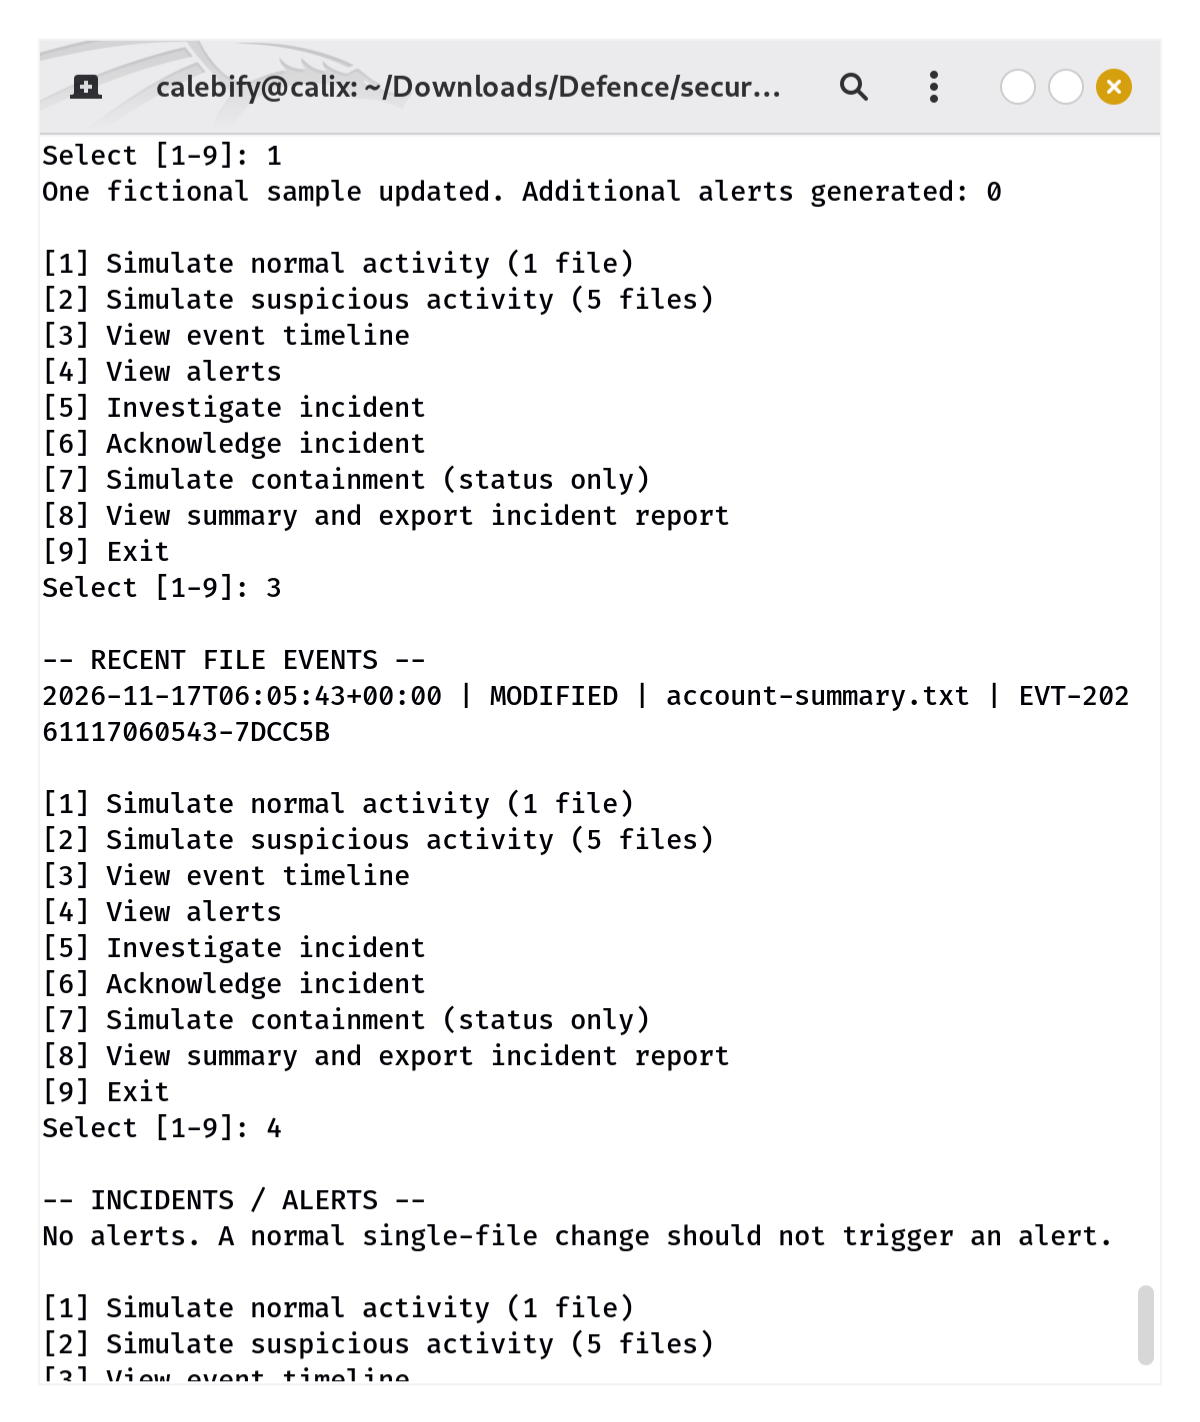 calebify@calix: ~/Downloads/Defence/secur...
Select [1-9]: 1
One fictional sample updated. Additional alerts generated: 0
[1] Simulate normal activity (1 file)
[2] Simulate suspicious activity (5 files)
[3] View event timeline
[4] View alerts
[5] Investigate incident
[6] Acknowledge incident
[7] Simulate containment (status only)
[8] View summary and export incident report
[9] Exit
Select [1-9]: 3
-- RECENT FILE EVENTS --
2026-11-17T06:05:43+00:00 | MODIFIED | account-summary.txt | EVT-202
61117060543-7DCC5B
[1] Simulate normal activity (1 file)
[2] Simulate suspicious activity (5 files)
[3] View event timeline
[4] View alerts
[5] Investigate incident
[6] Acknowledge incident
[7] Simulate containment (status only)
[8] View summary and export incident report
[9] Exit
Select [1-9]: 4
-- INCIDENTS / ALERTS --
No alerts. A normal single-file change should not trigger an alert.
[1] Simulate normal activity (1 file)
[2] Simulate suspicious activity (5 files)
[3] View event timeline